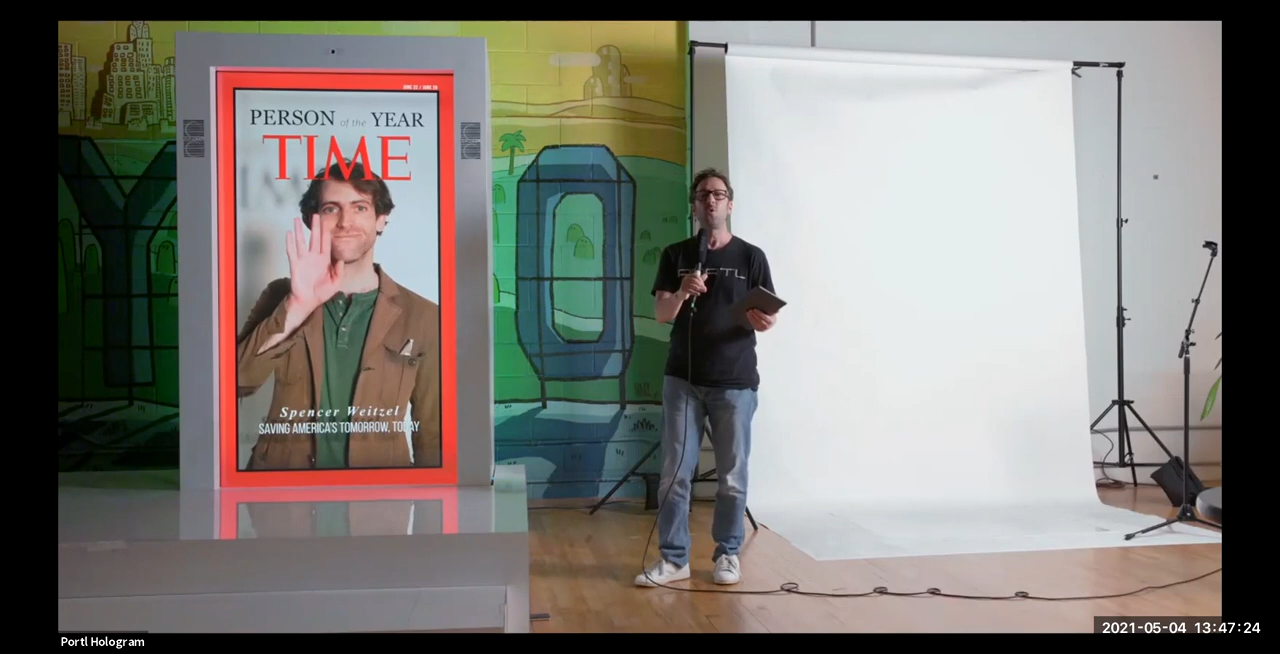 PERSON of the YEAR
TIME
Spencer Weitzel
SAVING AMERICA'S TOMORROW, TODAY
Y
O
PORTL
Portl Hologram
2021-05-04 13:47:24